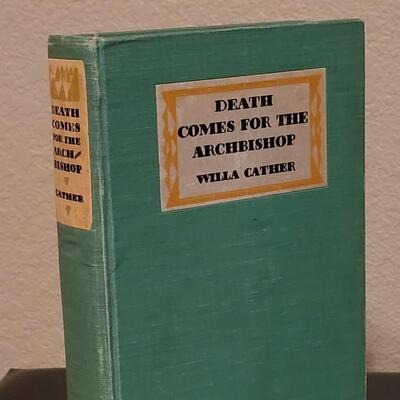 DEATH
COMES
FOR THE
ARCH/
BISHOP
CATHER
DEATH
COMES FOR THE
ARCHBISHOP
WILLA CATHER